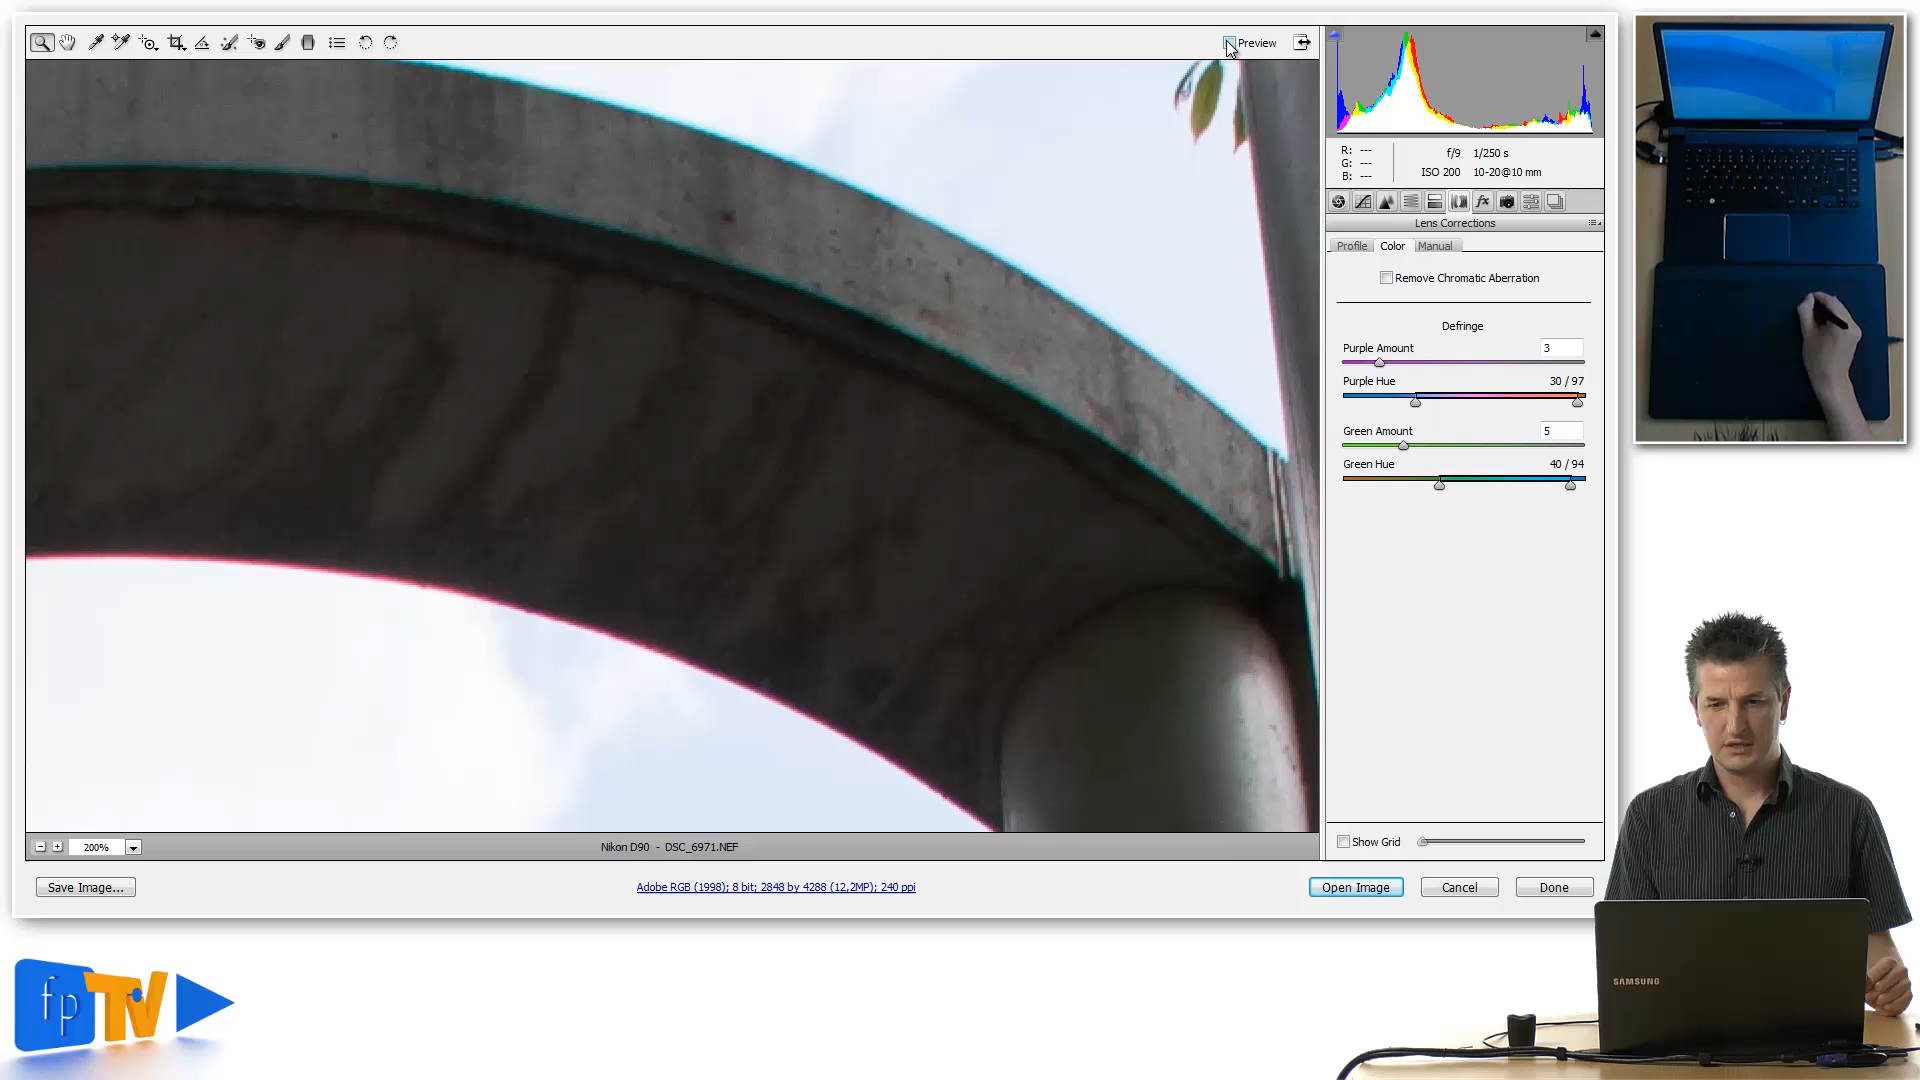 Preview
R: ---
G: ---
B: ---
f/9 1/250 s
ISO 200 10-20@10 mm
Lens Corrections
Profile Color Manual
Remove Chromatic Aberration
Defringe
Purple Amount 3
Purple Hue 30 / 97
Green Amount 5
Green Hue 40 / 94
Show Grid
200%
Nikon D90 - DSC_6971.NEF
Save Image...
Adobe RGB (1998); 8 bit; 2848 by 4288 (12,2MP); 240 ppi
Open Image Cancel Done
SAMSUNG
fpTV